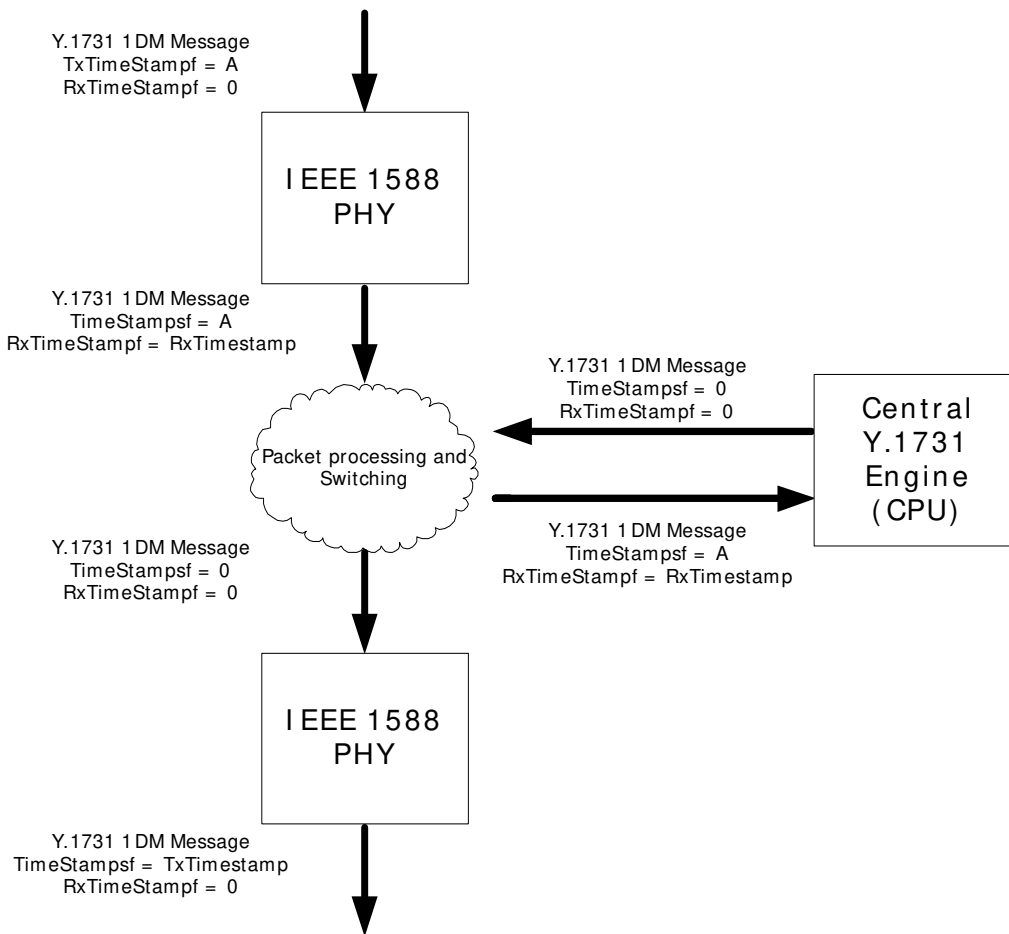 Y.1731 1DM Message
TxTimeStampf = A
RxTimeStampf = 0
IEEE 1588
PHY
Y.1731 1DM Message
TimeStampsf = A
RxTimeStampf = RxTimestamp
Y.1731 1DM Message
TimeStampsf = 0
RxTimeStampf = 0
Central
Y.1731
Engine
(CPU)
Packet processing and
Switching
Y.1731 1DM Message
TimeStampsf = A
RxTimeStampf = RxTimestamp
Y.1731 1DM Message
TimeStampsf = 0
RxTimeStampf = 0
IEEE 1588
PHY
Y.1731 1DM Message
TimeStampsf = TxTimestamp
RxTimeStampf = 0